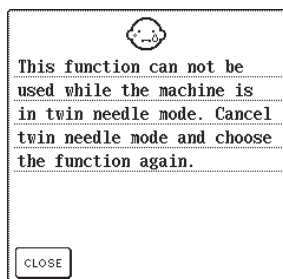 This function can not be
used while the machine is
in twin needle mode. Cancel
twin needle mode and choose
the function again.
CLOSE